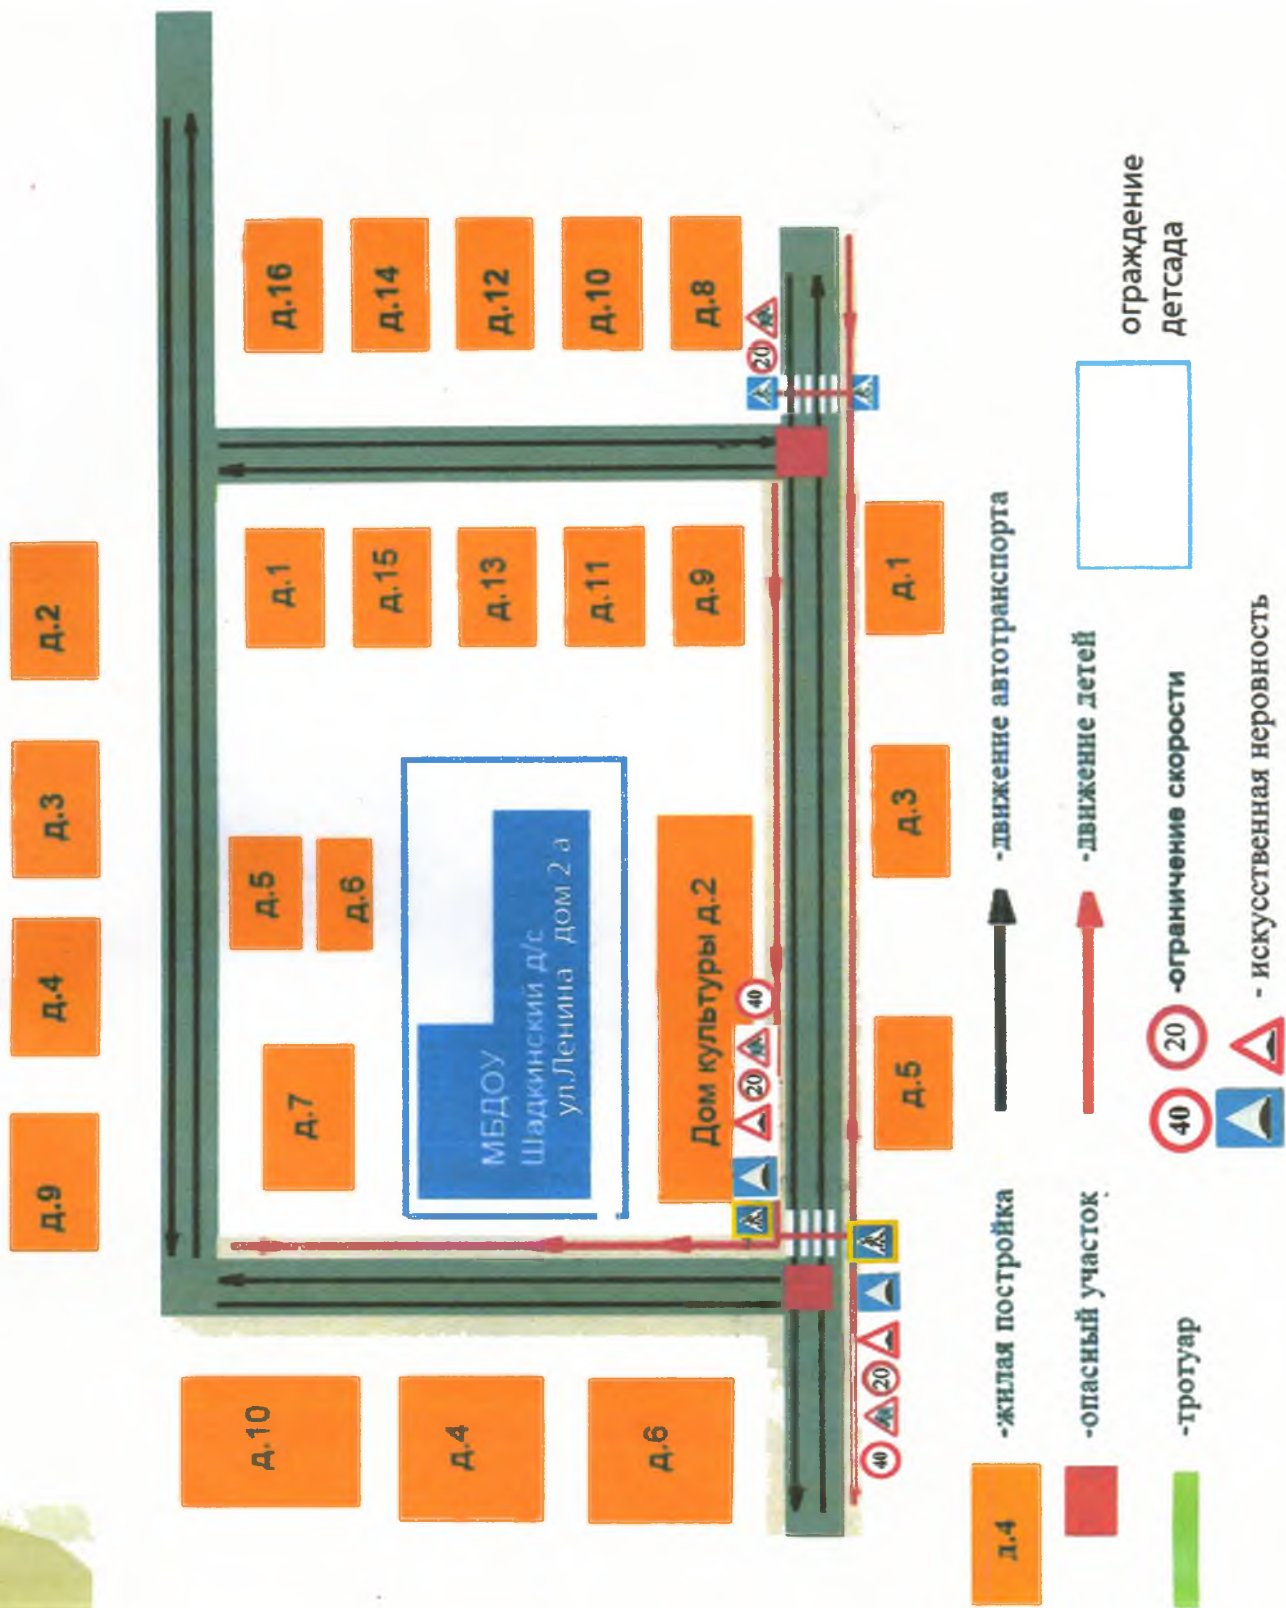 д.9
д.4
д.3
д.2
д.10
д.7
д.5
д.1
д.16
д.6
д.15
д.14
д.4
МБДОУ
Шадкинский д/с
ул.Ленина дом 2 а
д.13
д.12
д.11
д.10
д.6
Дом культуры д.2
д.9
д.8
20
40
20
40
20
д.5
д.3
д.1
д.4
-жилая постройка
-движение автотранспорта
-опасный участок
-движение детей
ограждение
детсада
-тротуар
40
20
-ограничение скорости
- искусственная неровность